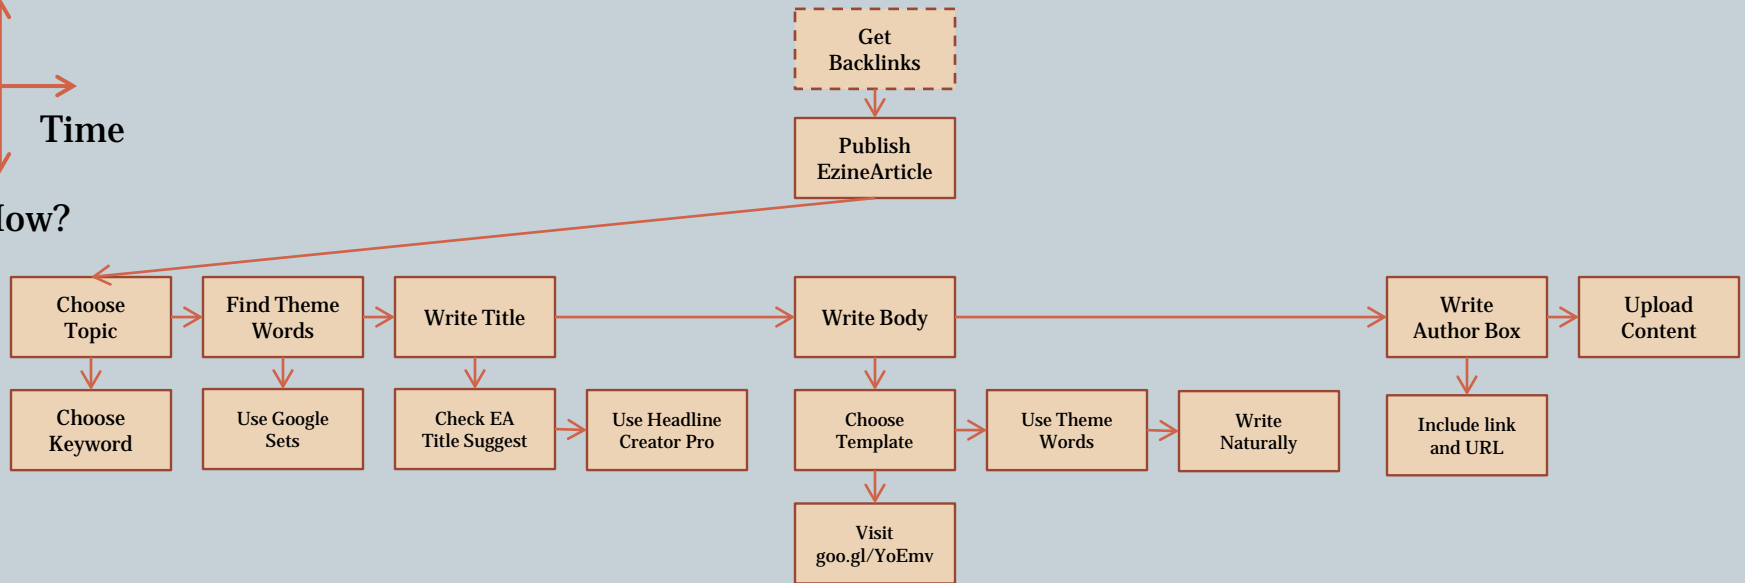 Get
Backlinks
Time
Publish
EzineArticle
Choose
Topic
Find Theme
Words
Write Title
Write Body
Write
Author Box
Upload
Content
Choose
Keyword
Use Google
Sets
Check EA
Title Suggest
Use Headline
Creator Pro
Choose
Template
Use Theme
Words
Write
Naturally
Include link
and URL
Visit
goo.gl/YoEmv